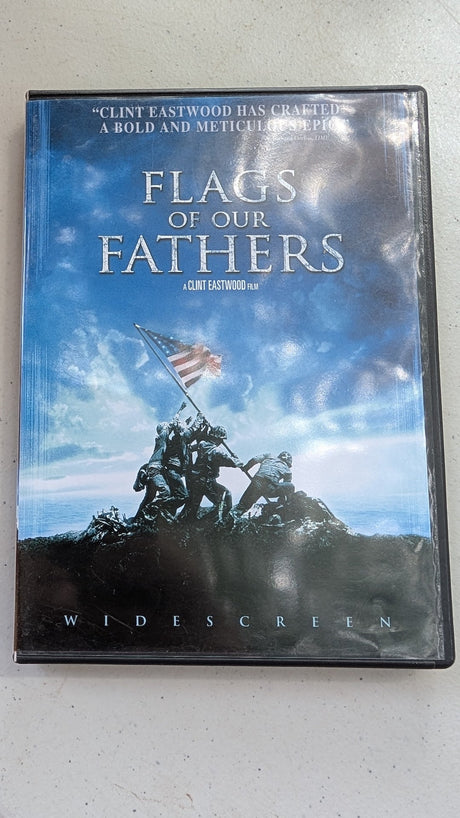 “CLINT EASTWOOD HAS CRAFTED
A BOLD AND METICULOUS EPIC”
FLAGS
OF OUR
FATHERS
A CLINT EASTWOOD FILM
WIDESCREEN